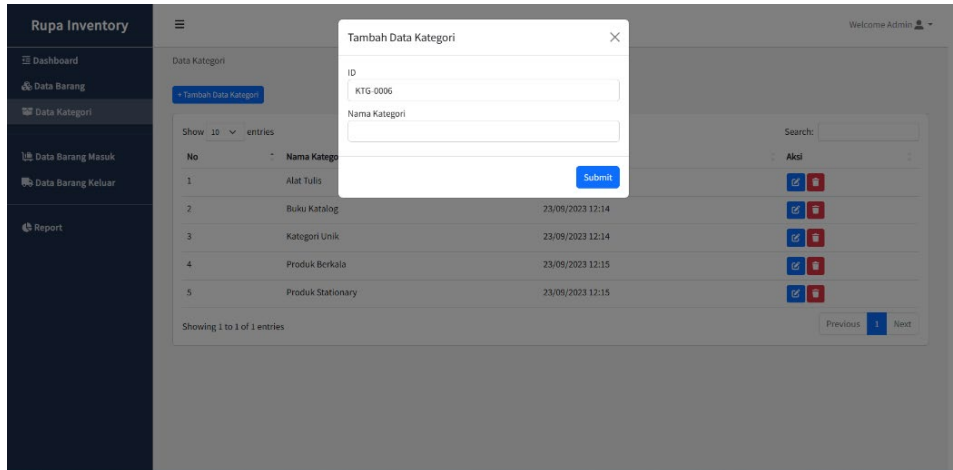 Rupa Inventory
Welcome Admin
Dashboard
Data Barang
Data Kategori
Data Barang Masuk
Data Barang Keluar
Report
Data Kategori
+ Tambah Data Kategori
Tambah Data Kategori
ID
KTG-0006
Nama Kategori
Submit
Show 10 entries
Search:
No Nama Katego Aksi
1 Alat Tulis
2 Buku Katalog 23/09/2023 12:14
3 Kategori Unik 23/09/2023 12:14
4 Produk Berkala 23/09/2023 12:15
5 Produk Stationary 23/09/2023 12:15
Showing 1 to 1 of 1 entries
Previous 1 Next